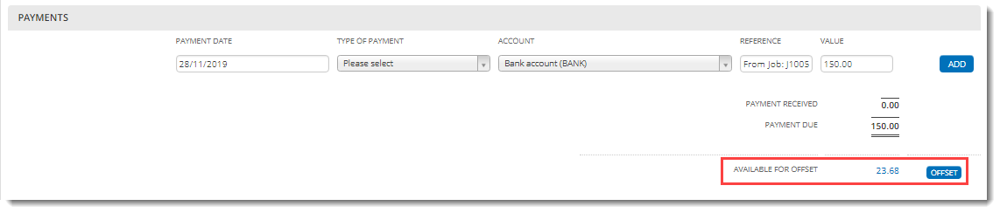 PAYMENTS
PAYMENT DATE TYPE OF PAYMENT ACCOUNT REFERENCE VALUE
28/11/2019 Please select Bank account (BANK) From Job: J1005 150.00 ADD
PAYMENT RECEIVED 0.00
PAYMENT DUE 150.00
AVAILABLE FOR OFFSET 23.68 OFFSET